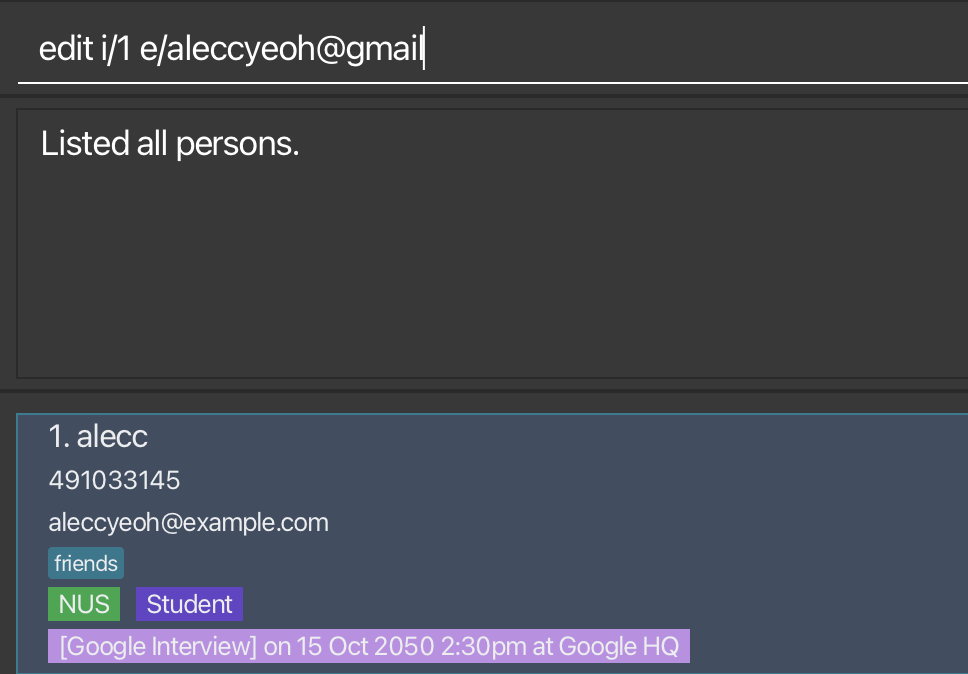 edit i/1 e/aleccyeoh@gmail
Listed all persons.
1. alecc
491033145
aleccyeoh@example.com
friends
NUS Student
[Google Interview] on 15 Oct 2050 2:30pm at Google HQ